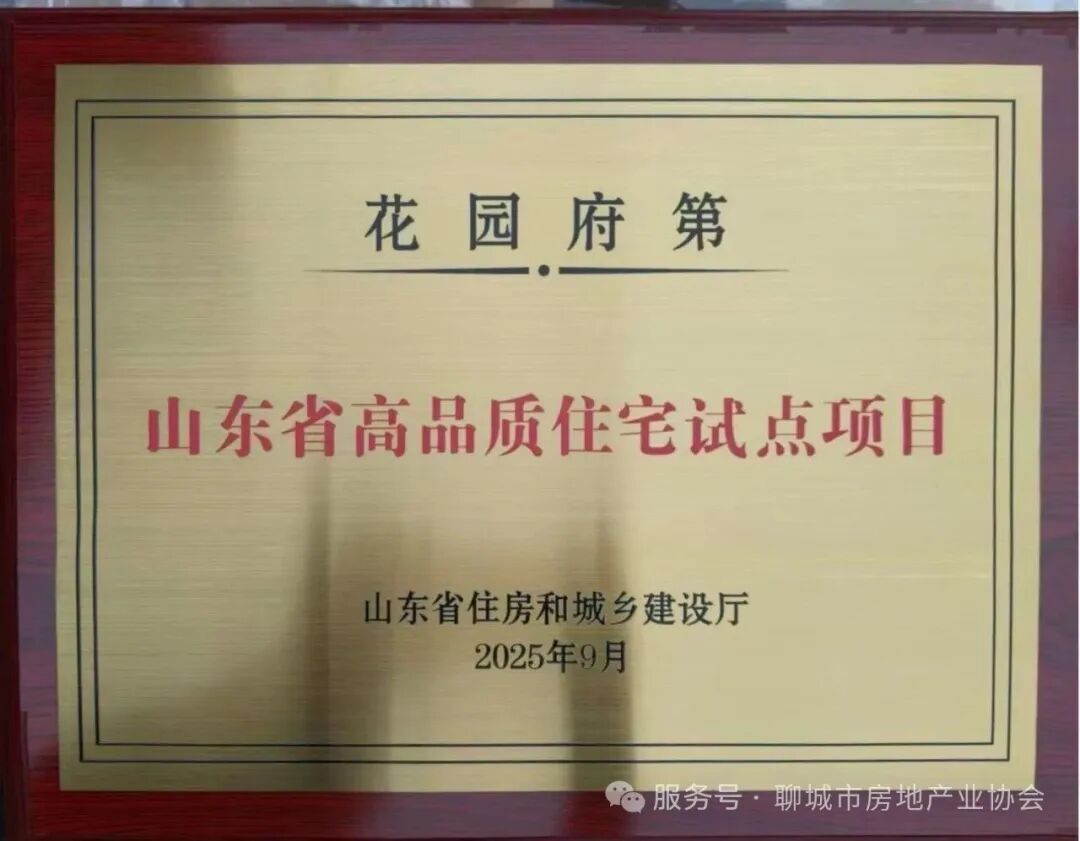 花园府第
山东省高品质住宅试点项目
山东省住房和城乡建设厅
2025年9月
服务号·聊城市房地产业协会